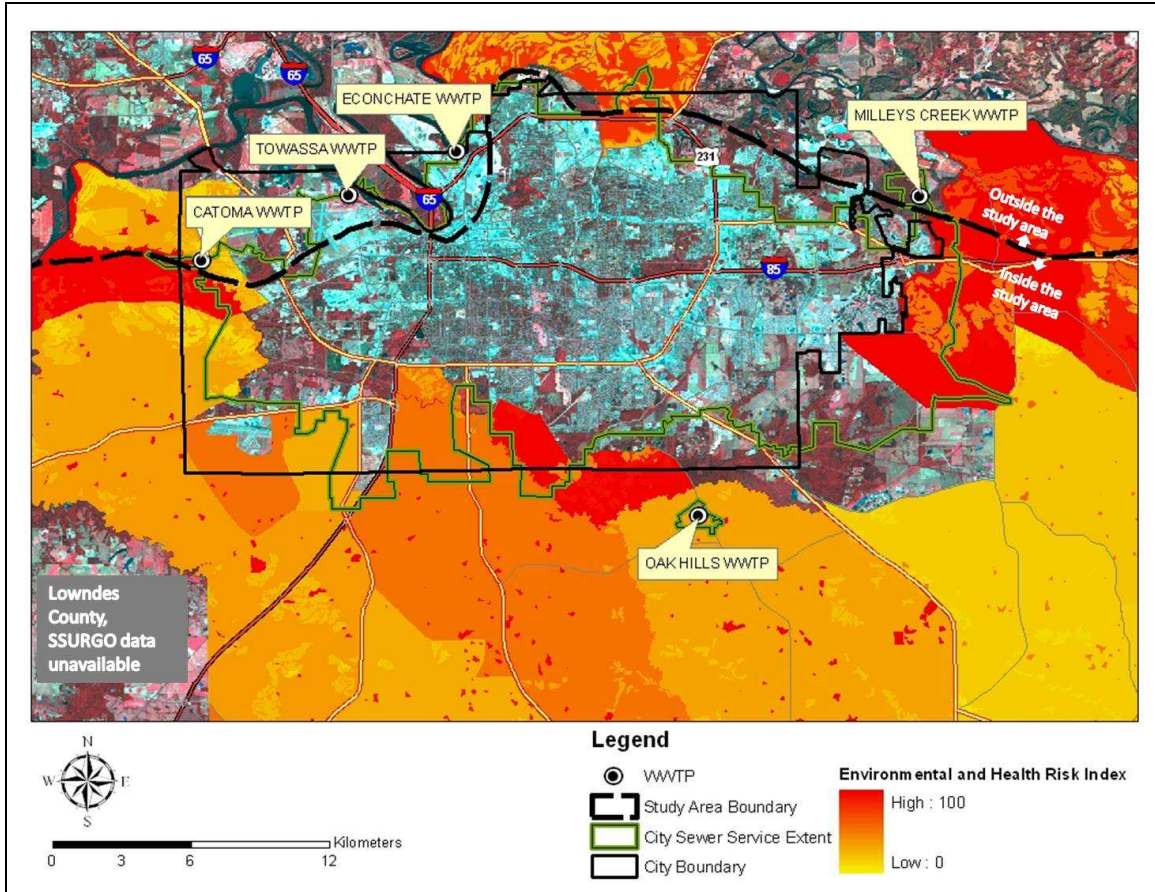 65
65
ECONCHATE WWTP
MILLEYS CREEK WWTP
TOWASSA WWTP
231
65
CATOMA WWTP
Outside the
study area
85
Inside the
study area
OAK HILLS WWTP
Lowndes
County,
SSURGO data
unavailable
N
W E
S
Kilometers
0 3 6 12
Legend
WWTP
Study Area Boundary
City Sewer Service Extent
City Boundary
Environmental and Health Risk Index
High : 100
Low : 0